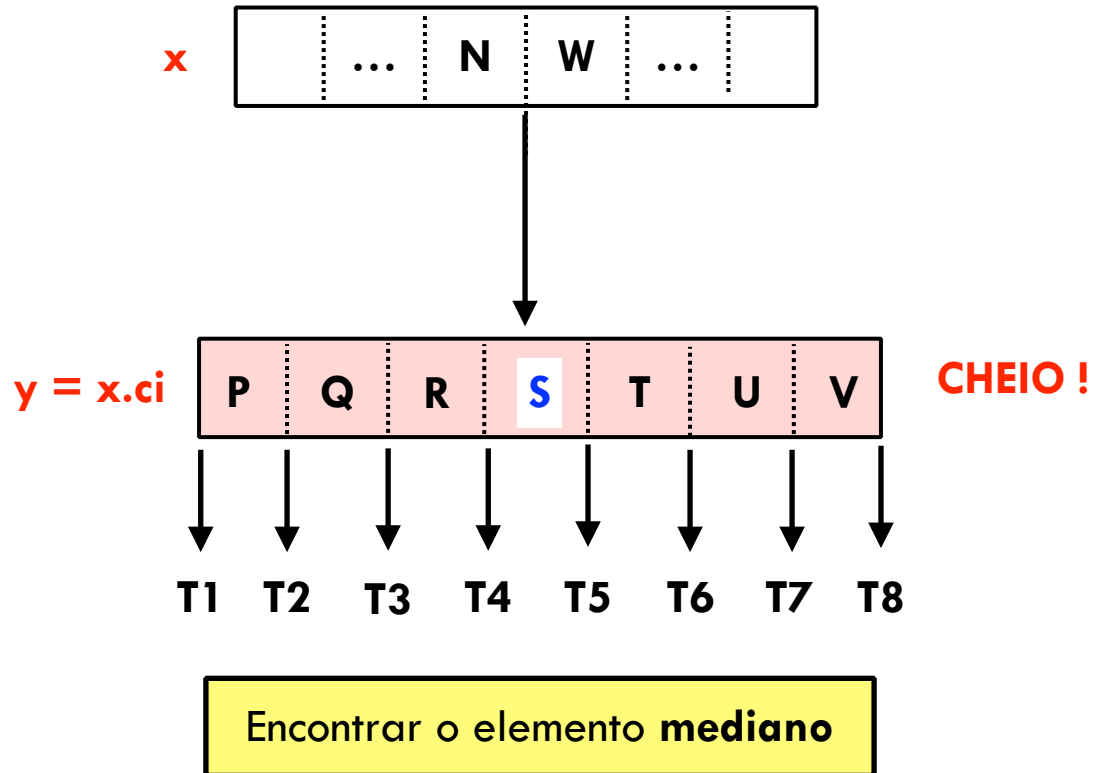 x ... N W ...
y = x.ci P Q R S T U V CHEIO !
T1 T2 T3 T4 T5 T6 T7 T8
Encontrar o elemento mediano